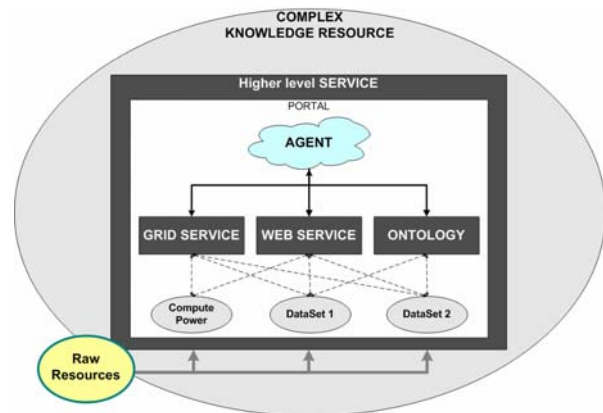 COMPLEX
KNOWLEDGE RESOURCE
Higher level SERVICE
PORTAL
AGENT
GRID SERVICE
WEB SERVICE
ONTOLOGY
Compute
Power
DataSet 1
DataSet 2
Raw
Resources